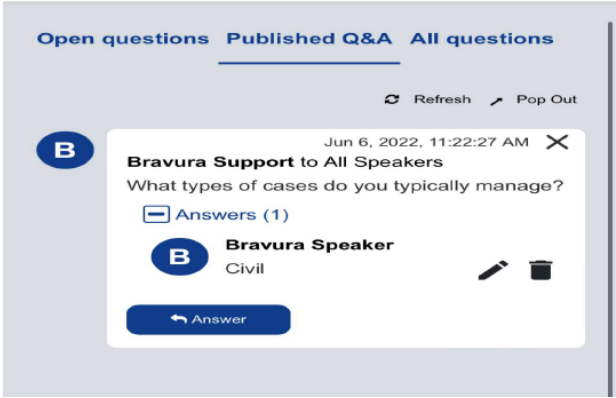 Open questions Published Q&A All questions
Refresh Pop Out
B
Jun 6, 2022, 11:22:27 AM
Bravura Support to All Speakers
What types of cases do you typically manage?
Answers (1)
B
Bravura Speaker
Civil
Answer